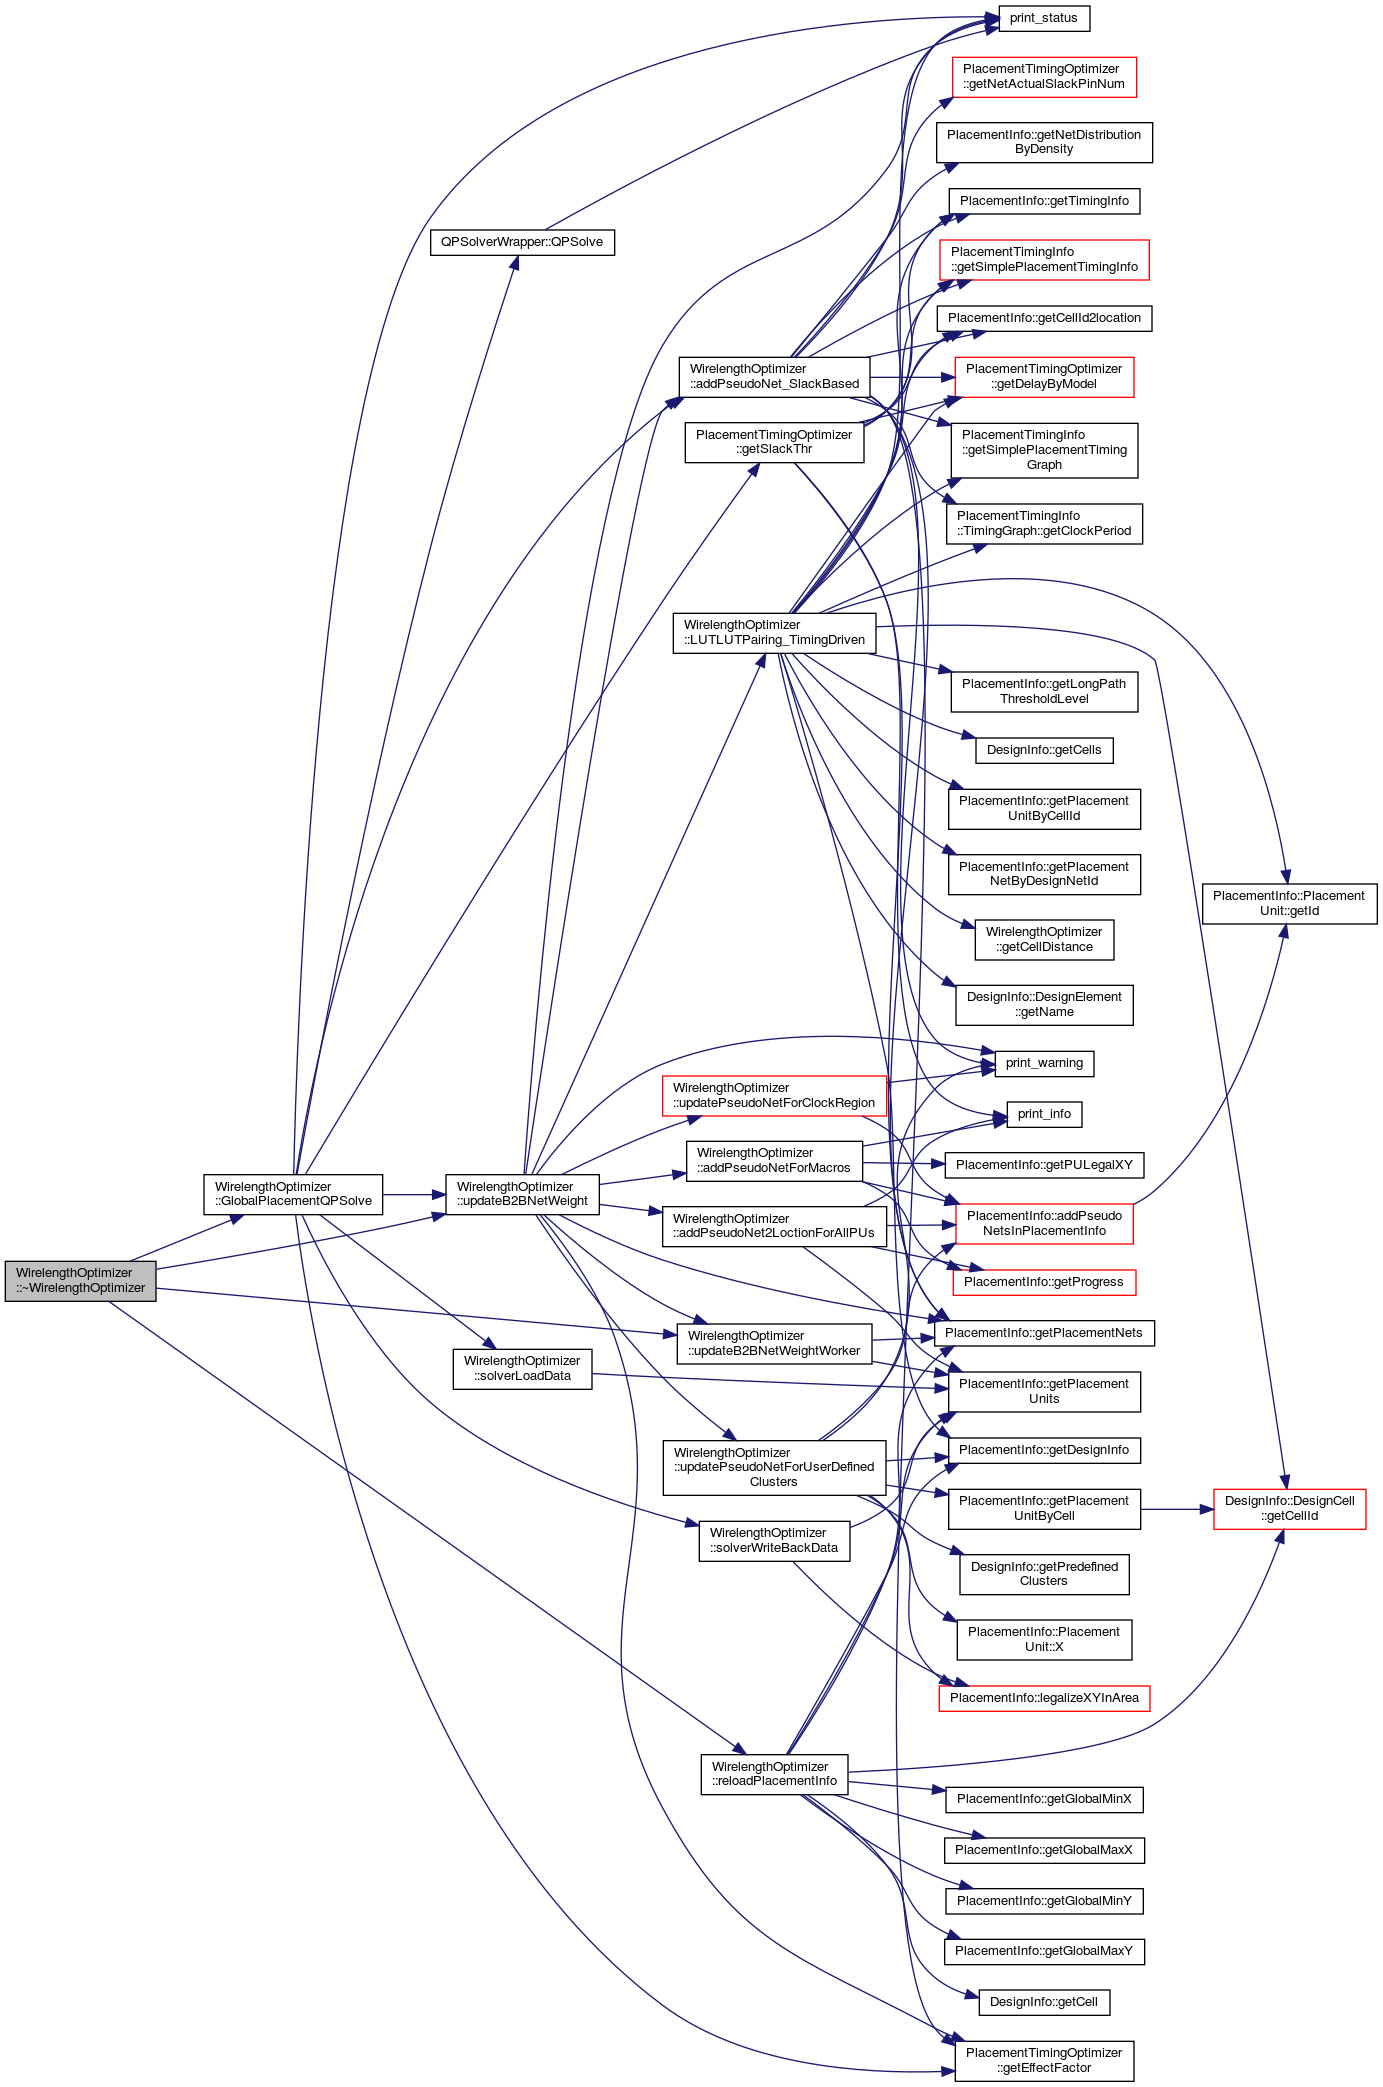 print_status
PlacementTimingOptimizer
::getNetActualSlackPinNum
PlacementInfo::getNetDistribution
ByDensity
PlacementInfo::getTimingInfo
QPSolverWrapper::QPSolve
PlacementTimingInfo
::getSimplePlacementTimingInfo
PlacementInfo::getCellId2location
WirelengthOptimizer
::addPseudoNet_SlackBased
PlacementTimingOptimizer
::getDelayByModel
PlacementTimingOptimizer
::getSlackThr
PlacementTimingInfo
::getSimplePlacementTiming
Graph
PlacementTimingInfo
::TimingGraph::getClockPeriod
WirelengthOptimizer
::LUTLUTPairing_TimingDriven
PlacementInfo::getLongPath
ThresholdLevel
DesignInfo::getCells
PlacementInfo::getPlacement
UnitByCellId
PlacementInfo::getPlacement
NetByDesignNetId
PlacementInfo::Placement
Unit::getId
WirelengthOptimizer
::getCellDistance
DesignInfo::DesignElement
::getName
print_warning
WirelengthOptimizer
::updatePseudoNetForClockRegion
print_info
WirelengthOptimizer
::addPseudoNetForMacros
PlacementInfo::getPULegalXY
WirelengthOptimizer
::GlobalPlacementQPSolve
WirelengthOptimizer
::updateB2BNetWeight
WirelengthOptimizer
::addPseudoNet2LoctionForAllPUs
PlacementInfo::addPseudo
NetsInPlacementInfo
WirelengthOptimizer
::~WirelengthOptimizer
PlacementInfo::getProgress
WirelengthOptimizer
::updateB2BNetWeightWorker
PlacementInfo::getPlacementNets
WirelengthOptimizer
::solverLoadData
PlacementInfo::getPlacement
Units
WirelengthOptimizer
::updatePseudoNetForUserDefined
Clusters
PlacementInfo::getDesignInfo
PlacementInfo::getPlacement
UnitByCell
DesignInfo::DesignCell
::getCellId
WirelengthOptimizer
::solverWriteBackData
DesignInfo::getPredefined
Clusters
PlacementInfo::Placement
Unit::X
PlacementInfo::legalizeXYInArea
WirelengthOptimizer
::reloadPlacementInfo
PlacementInfo::getGlobalMinX
PlacementInfo::getGlobalMaxX
PlacementInfo::getGlobalMinY
PlacementInfo::getGlobalMaxY
DesignInfo::getCell
PlacementTimingOptimizer
::getEffectFactor